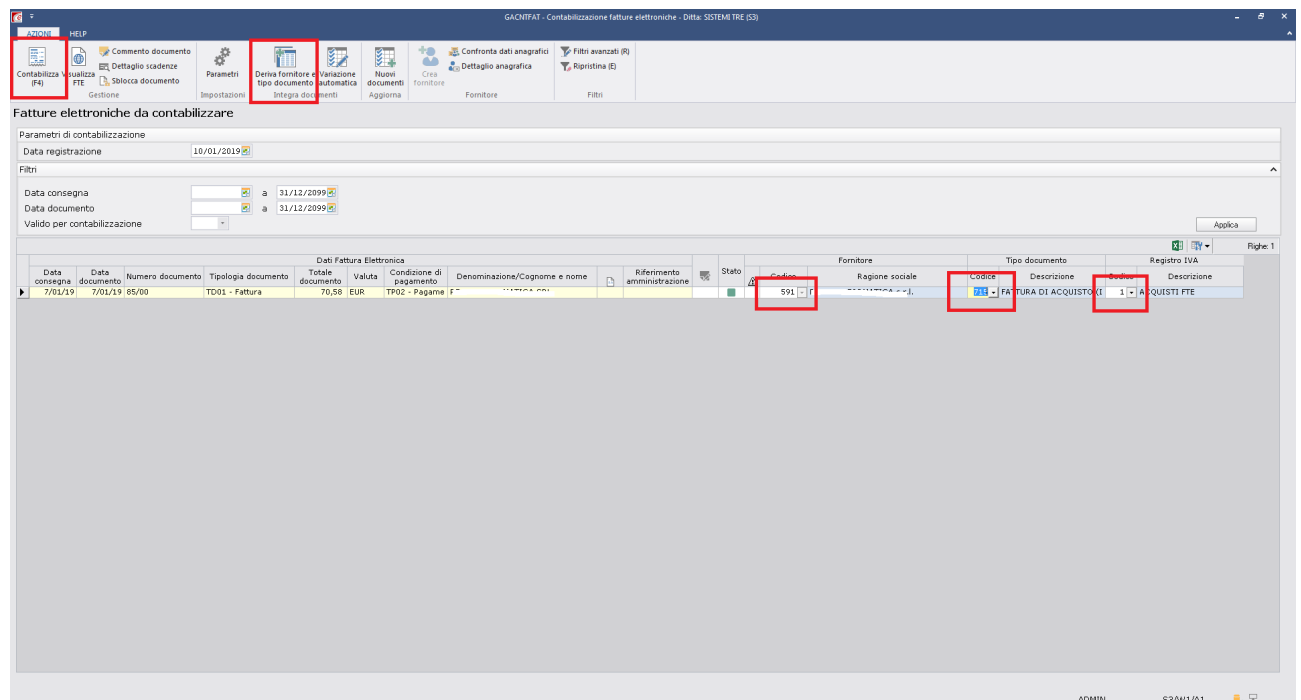 GACNTFAT - Contabilizzazione fatture elettroniche - Ditta: SISTEMI TRE (S3)
AZIONI HELP
Contabilizza (F4)
Visualizza FTE
Commento documento
Dettaglio scadenze
Sblocca documento
Gestione
Parametri
Impostazioni
Deriva fornitore e tipo documento
Variazione automatica
Integra documenti
Nuovi documenti
Aggiorna
Crea fornitore
Confronta dati anagrafici
Dettaglio anagrafica
Fornitore
Filtri avanzati (R)
Ripristina (E)
Filtri
Fatture elettroniche da contabilizzare
Parametri di contabilizzazione
Data registrazione 10/01/2019
Filtri
Data consegna a 31/12/2099
Data documento a 31/12/2099
Valido per contabilizzazione
Applica
Righe: 1
Dati Fattura Elettronica Fornitore Tipo documento Registro IVA
Data consegna Data documento Numero documento Tipologia documento Totale documento Valuta Condizione di pagamento Denominazione/Cognome e nome Riferimento amministrazione Stato Codice Ragione sociale Codice Descrizione Codice Descrizione
7/01/19 7/01/19 85/00 TD01 - Fattura 70,58 EUR TP02 - Pagame 591 715 FATTURA DI ACQUISTO (I 1 ACQUISTI FTE
ADMIN S3/W1/A1